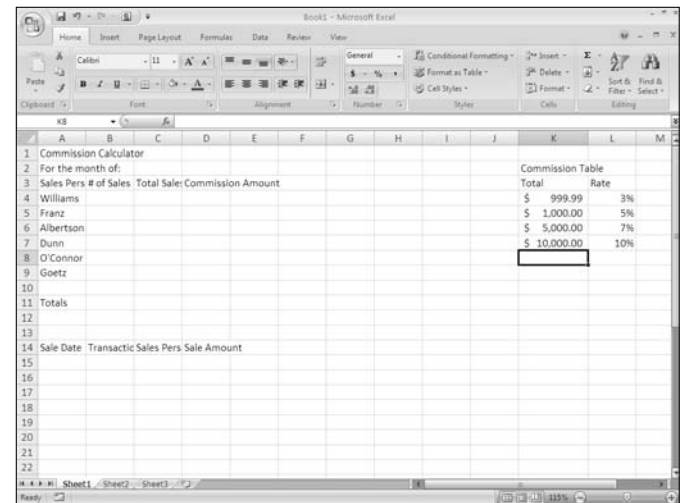 Book1 - Microsoft Excel
Home Insert Page Layout Formulas Data Review View
Calibri 11 General Conditional Formatting Insert Σ
Paste B I U A $ % , Format as Table Delete Sort & Filter Find & Select
Cell Styles Format
Clipboard Font Alignment Number Styles Cells Editing
K8 fx
A B C D E F G H I J K L M
1 Commission Calculator
2 For the month of: Commission Table
3 Sales Pers # of Sales Total Sale: Commission Amount Total Rate
4 Williams $ 999.99 3%
5 Franz $ 1,000.00 5%
6 Albertson $ 5,000.00 7%
7 Dunn $ 10,000.00 10%
8 O'Connor
9 Goetz
10
11 Totals
12
13
14 Sale Date Transactic Sales Pers Sale Amount
15
16
17
18
19
20
21
22
Sheet1 Sheet2 Sheet3
Ready 115%